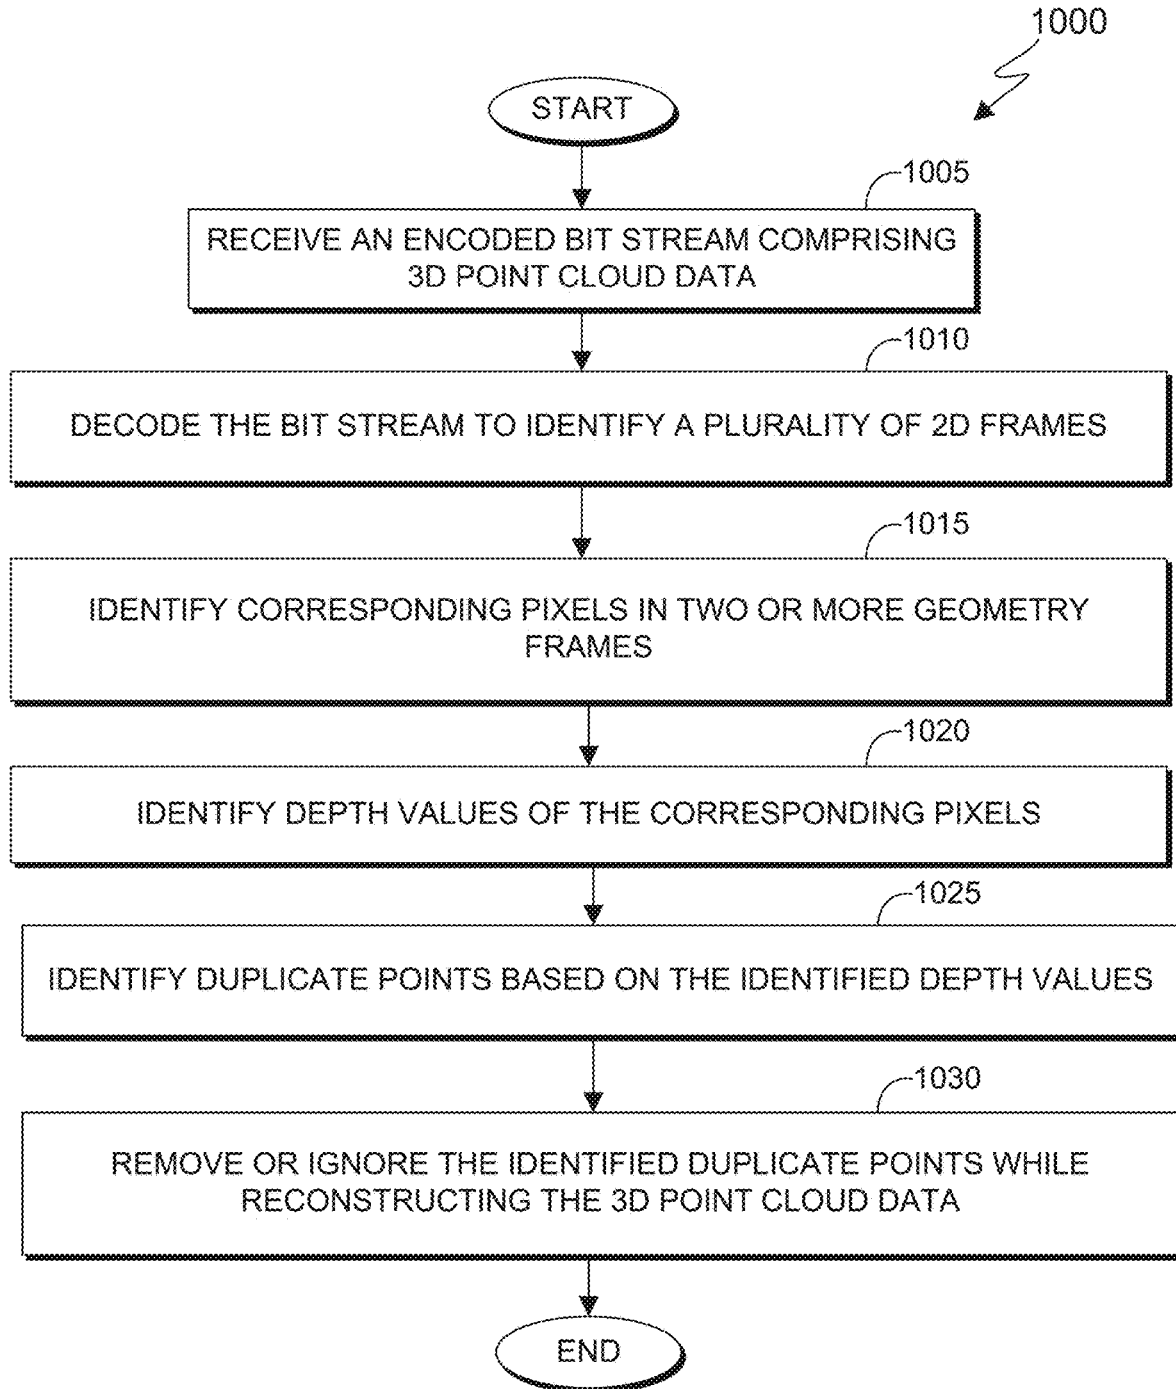 1000
START
1005
RECEIVE AN ENCODED BIT STREAM COMPRISING
3D POINT CLOUD DATA
1010
DECODE THE BIT STREAM TO IDENTIFY A PLURALITY OF 2D FRAMES
1015
IDENTIFY CORRESPONDING PIXELS IN TWO OR MORE GEOMETRY
FRAMES
1020
IDENTIFY DEPTH VALUES OF THE CORRESPONDING PIXELS
1025
IDENTIFY DUPLICATE POINTS BASED ON THE IDENTIFIED DEPTH VALUES
1030
REMOVE OR IGNORE THE IDENTIFIED DUPLICATE POINTS WHILE
RECONSTRUCTING THE 3D POINT CLOUD DATA
END